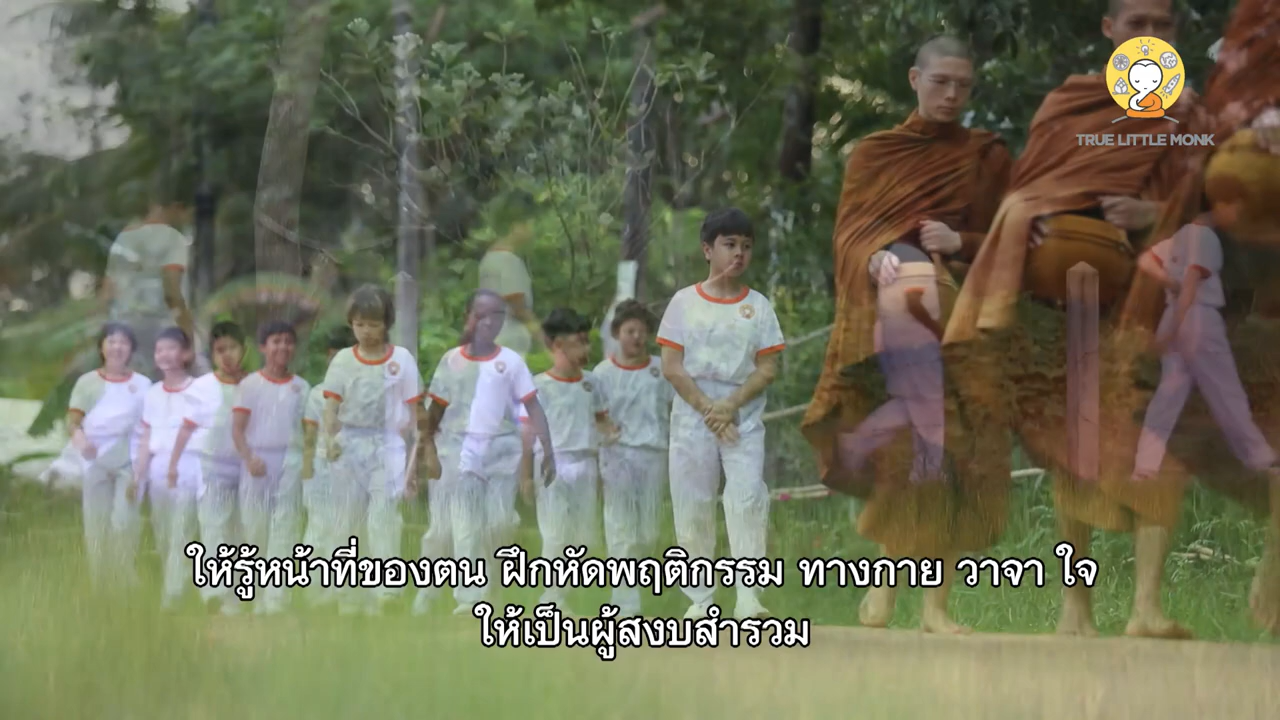 TRUE LITTLE MONK
ให้รู้หน้าที่ของตน ฝึกหัดพฤติกรรม ทางกาย วาจา ใจ
ให้เป็นผู้สงบสำรวม